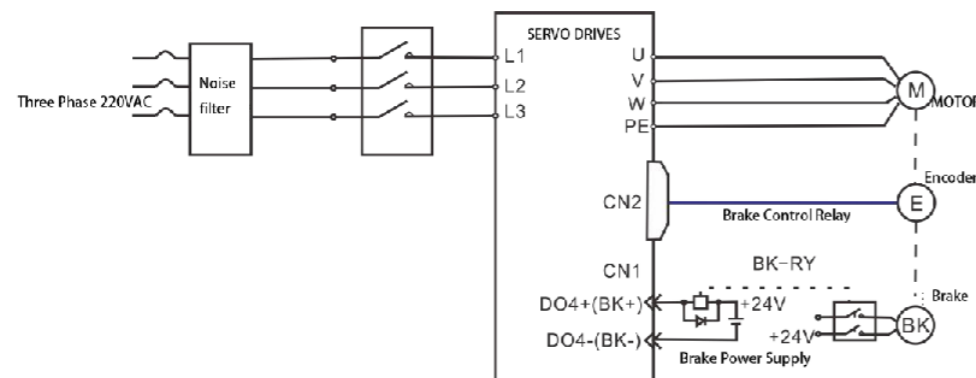 SERVO DRIVES
Three Phase 220VAC
Noise
filter
L1
L2
L3
U
V
W
PE
M
MOTOI
CN2
Encoder
E
Brake Control Relay
CN1
BK-RY
DO4+(BK+)
+24V
DO4-(BK-)
+24V
Brake
BK
Brake Power Supply